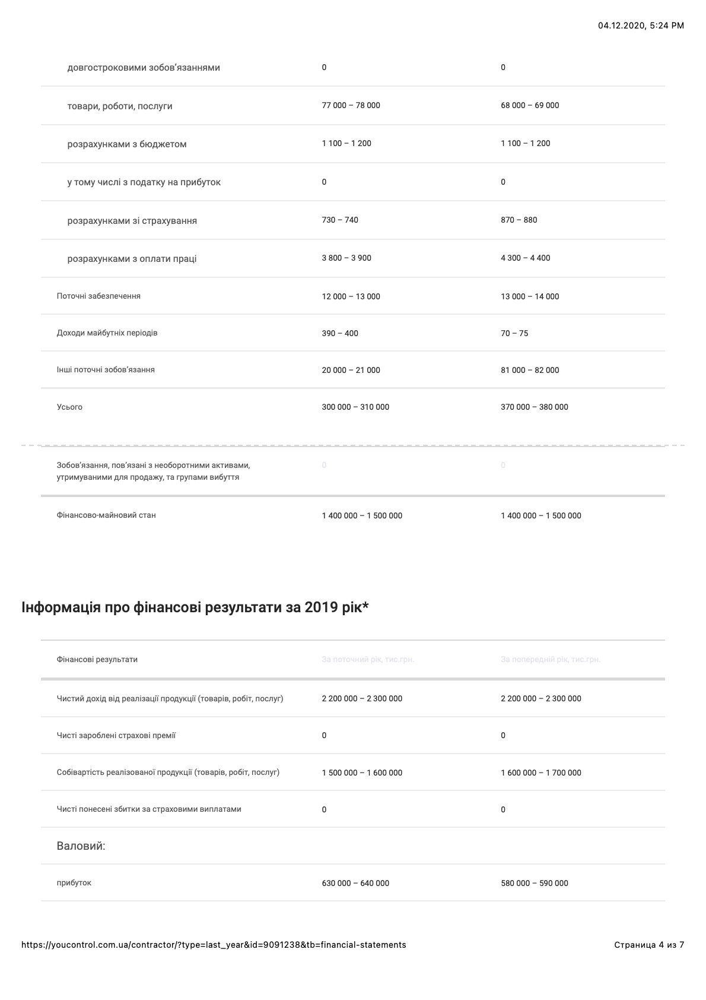 04.12.2020, 5:24 PM
довгостроковими зобов’язаннями 0 0
товари, роботи, послуги 77 000 – 78 000 68 000 – 69 000
розрахунками з бюджетом 1 100 – 1 200 1 100 – 1 200
у тому числі з податку на прибуток 0 0
розрахунками зі страхування 730 – 740 870 – 880
розрахунками з оплати праці 3 800 – 3 900 4 300 – 4 400
Поточні забезпечення 12 000 – 13 000 13 000 – 14 000
Доходи майбутніх періодів 390 – 400 70 – 75
Інші поточні зобов’язання 20 000 – 21 000 81 000 – 82 000
Усього 300 000 – 310 000 370 000 – 380 000
Зобов’язання, пов’язані з необоротними активами, 0 0
утримуваними для продажу, та групами вибуття
Фінансово-майновий стан 1 400 000 – 1 500 000 1 400 000 – 1 500 000
Інформація про фінансові результати за 2019 рік*
Фінансові результати За поточний рік, тис.грн. За попередній рік, тис.грн.
Чистий дохід від реалізації продукції (товарів, робіт, послуг) 2 200 000 – 2 300 000 2 200 000 – 2 300 000
Чисті зароблені страхові премії 0 0
Собівартість реалізованої продукції (товарів, робіт, послуг) 1 500 000 – 1 600 000 1 600 000 – 1 700 000
Чисті понесені збитки за страховими виплатами 0 0
Валовий:
прибуток 630 000 – 640 000 580 000 – 590 000
https://youcontrol.com.ua/contractor/?type=last_year&id=9091238&tb=financial-statements Страница 4 из 7